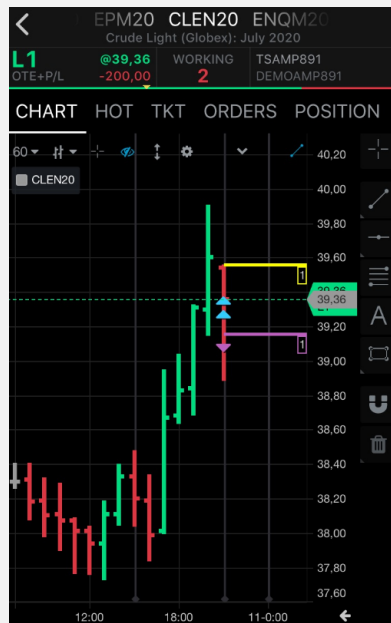 EPM20 CLEN20 ENQM20
Crude Light (Globex): July 2020
L1 @39,36 WORKING TSAMP891
OTE+P/L -200,00 2 DEMOAMP891
CHART HOT TKT ORDERS POSITION
60
CLEN20
40,20
40,00
39,60
1
39,36
39,20
1
39,00
38,80
38,60
38,40
38,20
38,00
37,80
37,60
12:00 18:00 11-0:00
A